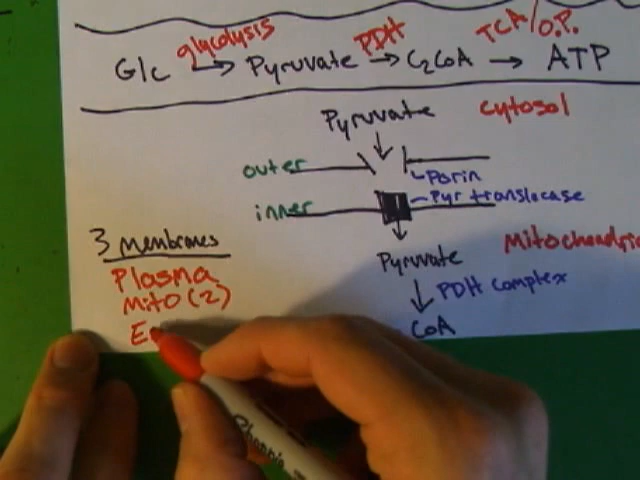 glycolysis PDH TCA/O.P.
Glc → Pyruvate → C2CoA → ATP
Pyruvate cytosol
outer
Porin
Pyr translocase
inner
3 membranes
Pyruvate Mitochondria
Plasma
PDH complex
Mito (2)
CoA
E
Sharpie